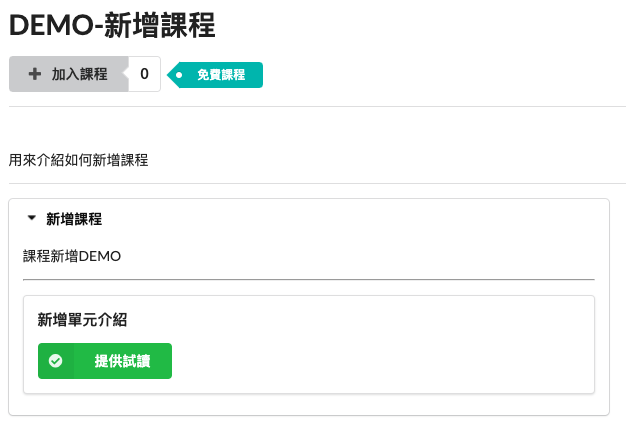 DEMO-新增課程
加入課程 0 免費課程
用來介紹如何新增課程
新增課程
課程新增DEMO
新增單元介紹
提供試讀